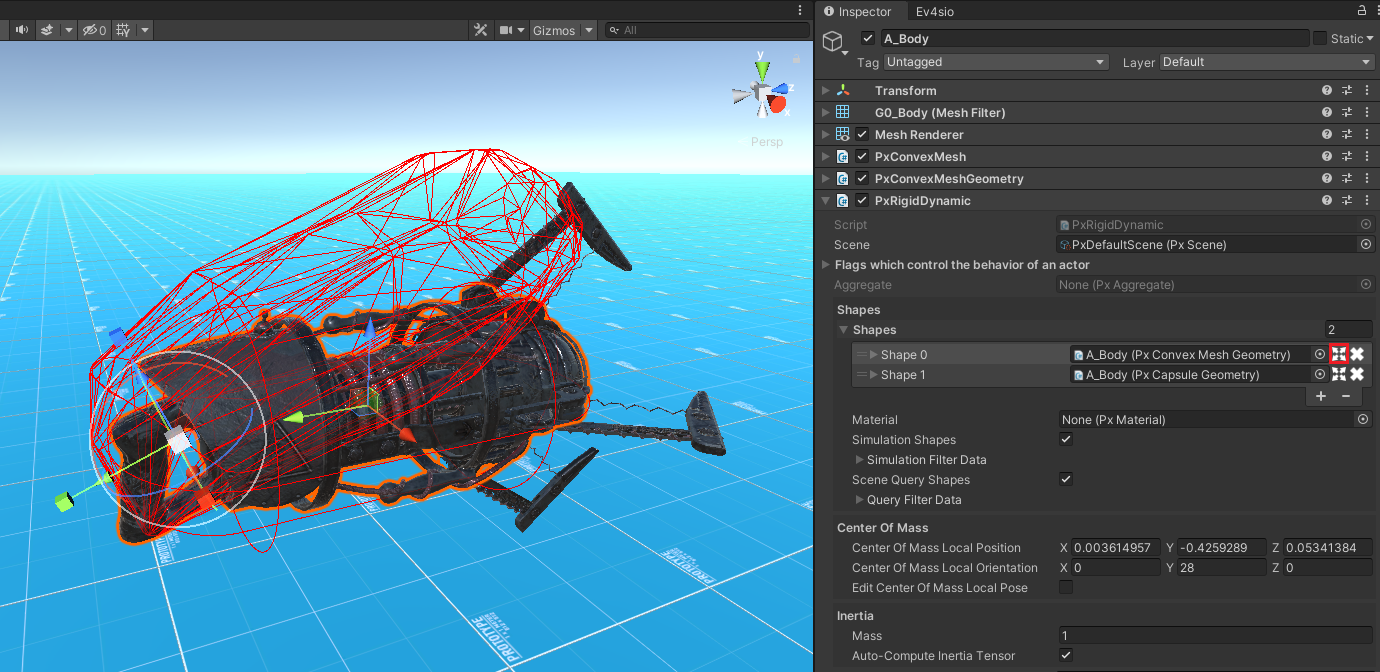 Inspector
Ev4sio
0
Gizmos
All
A_Body
Static
Tag
Untagged
Layer
Default
Transform
G0_Body (Mesh Filter)
Mesh Renderer
PxConvexMesh
PxConvexMeshGeometry
PxRigidDynamic
Script
PxRigidDynamic
Scene
PxDefaultScene (Px Scene)
Flags which control the behavior of an actor
Aggregate
None (Px Aggregate)
Shapes
Shapes
2
Shape 0
A_Body (Px Convex Mesh Geometry)
Shape 1
A_Body (Px Capsule Geometry)
Material
None (Px Material)
Simulation Shapes
Simulation Filter Data
Scene Query Shapes
Query Filter Data
Center Of Mass
Center Of Mass Local Position
X 0.003614957 Y -0.4259289 Z 0.05341384
Center Of Mass Local Orientation
X 0 Y 28 Z 0
Edit Center Of Mass Local Pose
Inertia
Mass
1
Auto-Compute Inertia Tensor
y
z
x
Persp
PROTOTYPE
PROTOTYPE